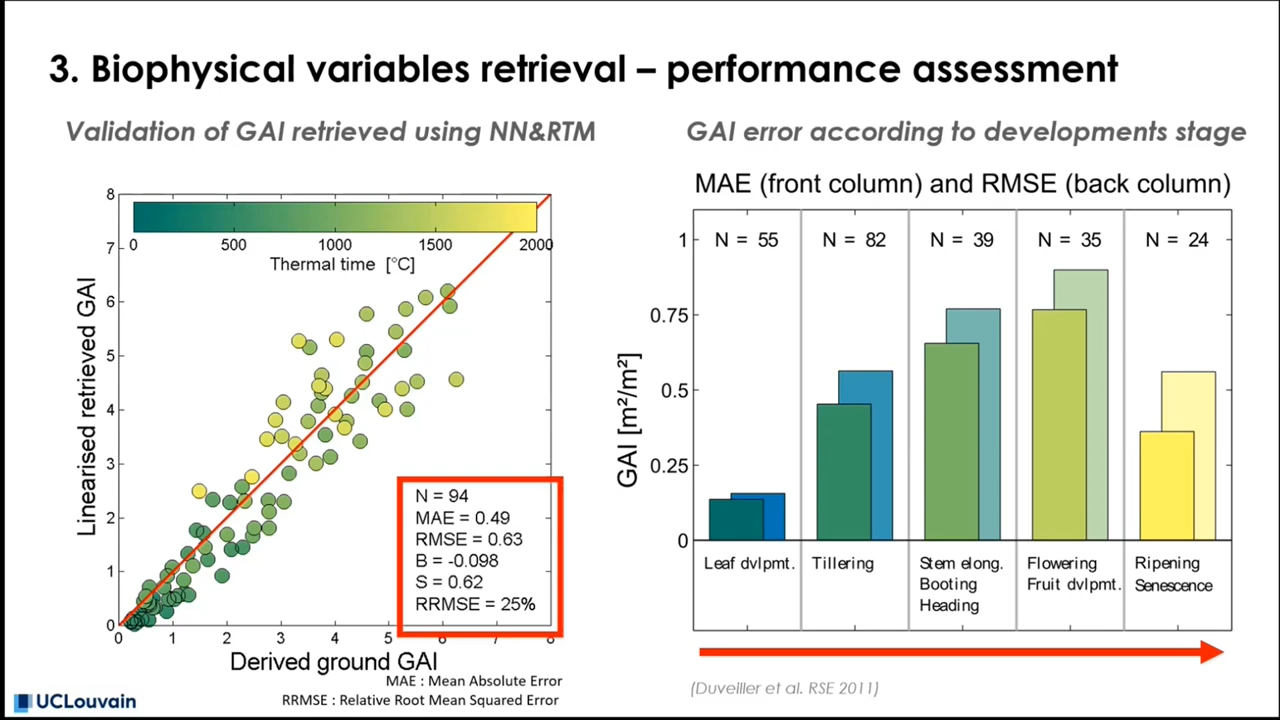 3. Biophysical variables retrieval – performance assessment
Validation of GAI retrieved using NN&RTM
GAI error according to developments stage
8
7
6
5
4
3
2
1
0
0 500 1000 1500 2000
Thermal time [°C]
Linearised retrieved GAI
N = 94
MAE = 0.49
RMSE = 0.63
B = -0.098
S = 0.62
RRMSE = 25%
0 1 2 3 4 5 6 7 8
Derived ground GAI
MAE : Mean Absolute Error
RRMSE : Relative Root Mean Squared Error
UCLouvain
MAE (front column) and RMSE (back column)
N = 55 N = 82 N = 39 N = 35 N = 24
1
0.75
0.5
0.25
0
GAI [m²/m²]
Leaf dvlpmt.
Tillering
Stem elong.
Booting
Heading
Flowering
Fruit dvlpmt.
Ripening
Senescence
(Duveiller et al. RSE 2011)